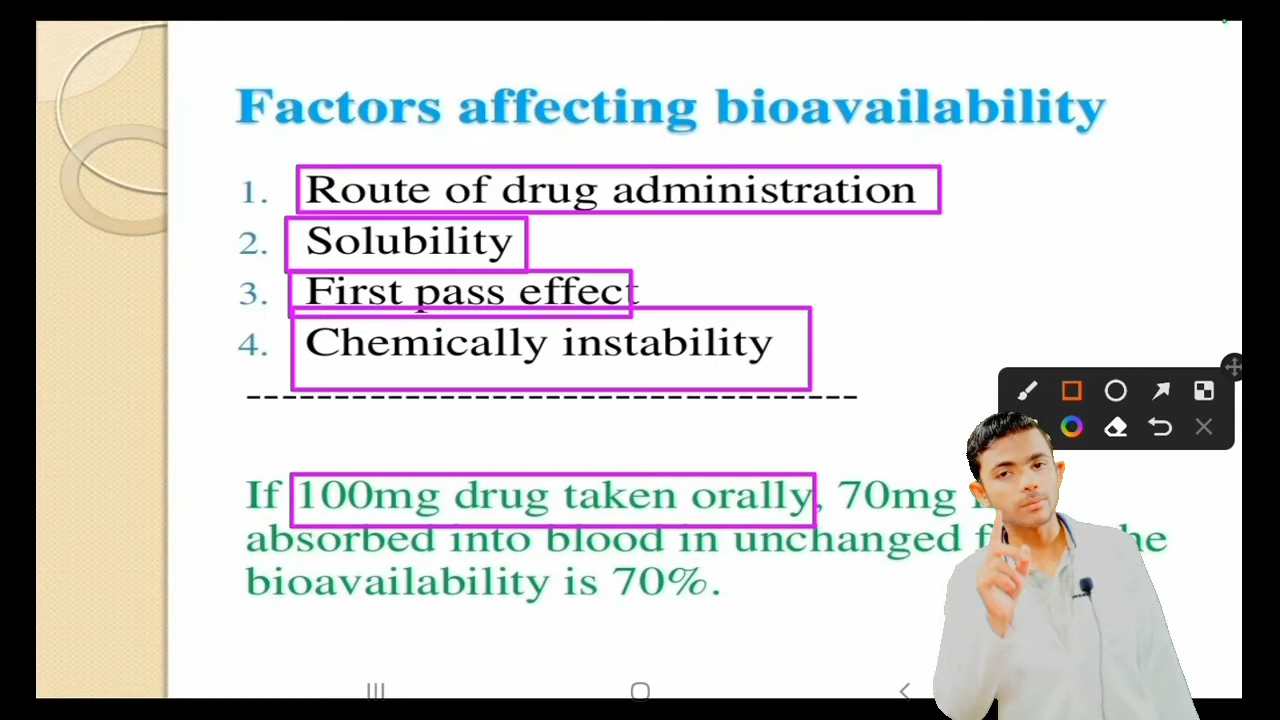 Factors affecting bioavailability
1. Route of drug administration
2. Solubility
3. First pass effect
4. Chemically instability
----------------------------------
If 100mg drug taken orally, 70mg
absorbed into blood in unchanged
bioavailability is 70%.